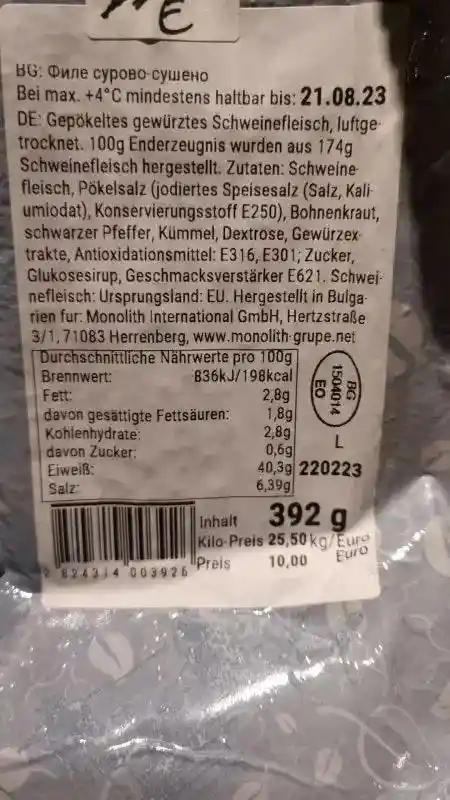 €
BG: Филе сурово-сушено
Bei max. +4°C mindestens haltbar bis: 21.08.23
DE: Gepökeltes gewürztes Schweinefleisch, luftge-
trocknet. 100g Enderzeugnis wurden aus 174g
Schweinefleisch hergestellt. Zutaten: Schweine-
fleisch, Pökelsalz (jodiertes Speisesalz (Salz, Kali-
umiodat), Konservierungsstoff E250), Bohnenkraut,
schwarzer Pfeffer, Kümmel, Dextrose, Gewürzex-
trakte, Antioxidationsmittel: E316, E301; Zucker,
Glukosesirup, Geschmacksverstärker E621. Schwei-
nefleisch: Ursprungsland: EU. Hergestellt in Bulga-
rien fur: Monolith International GmbH, Hertzstraße
3/1, 71083 Herrenberg, www.monolith-grupe.net
Durchschnittliche Nährwerte pro 100g
Brennwert: 836kJ/198kcal
Fett: 2,8g
davon gesättigte Fettsäuren: 1,8g
Kohlenhydrate: 2,8g
davon Zucker: 0,6g
Eiweiß: 40,3g
Salz: 6,39g
BG
1504014
EO
L
220223
Inhalt 392 g
Kilo-Preis 25,50 kg/Euro
Preis 10,00 Euro
2 824314 003926